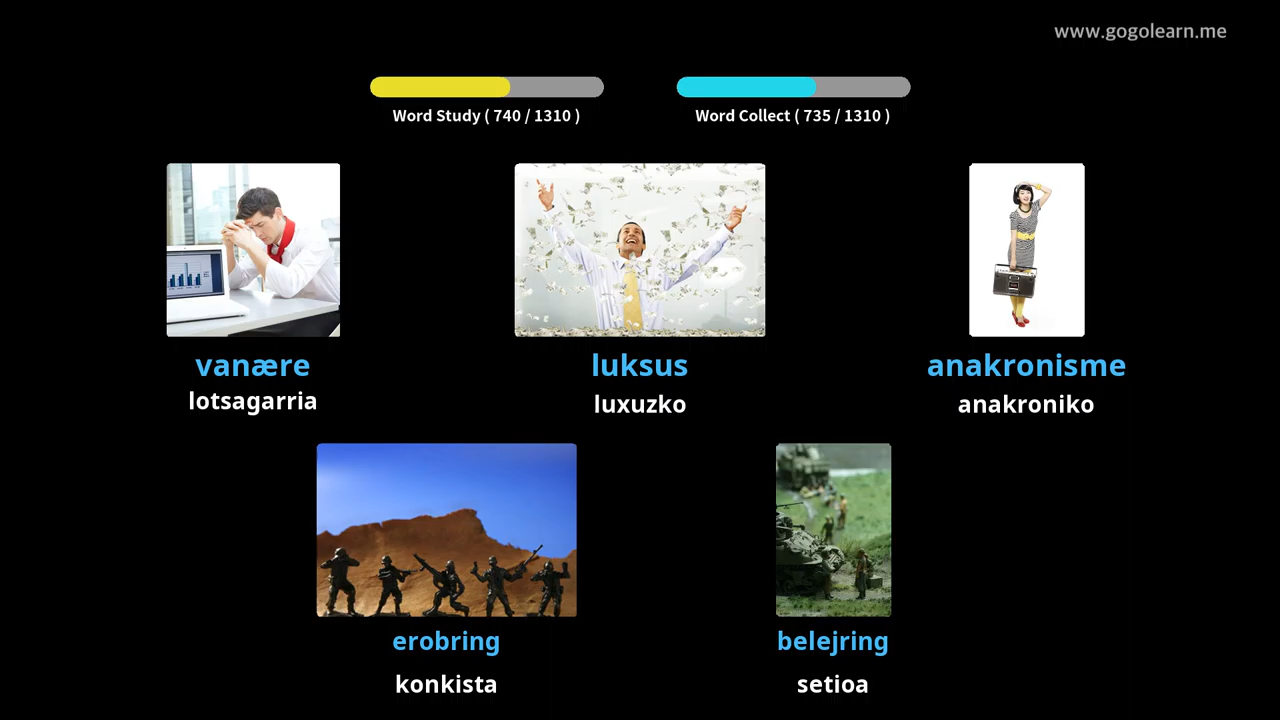 www.gogolearn.me
Word Study ( 740 / 1310 )
Word Collect ( 735 / 1310 )
vanære
luksus
anakronisme
lotsagarria
luxuzko
anakroniko
erobring
belejring
konkista
setioa